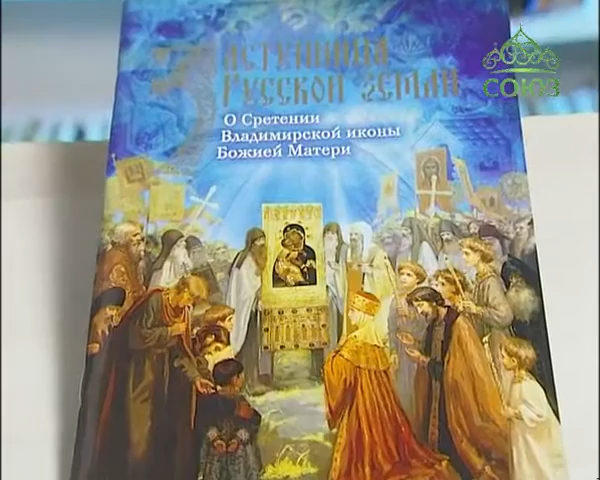 Заступница
Русской земли
О Сретении
Владимирской иконы
Божией Матери
СОЮЗ